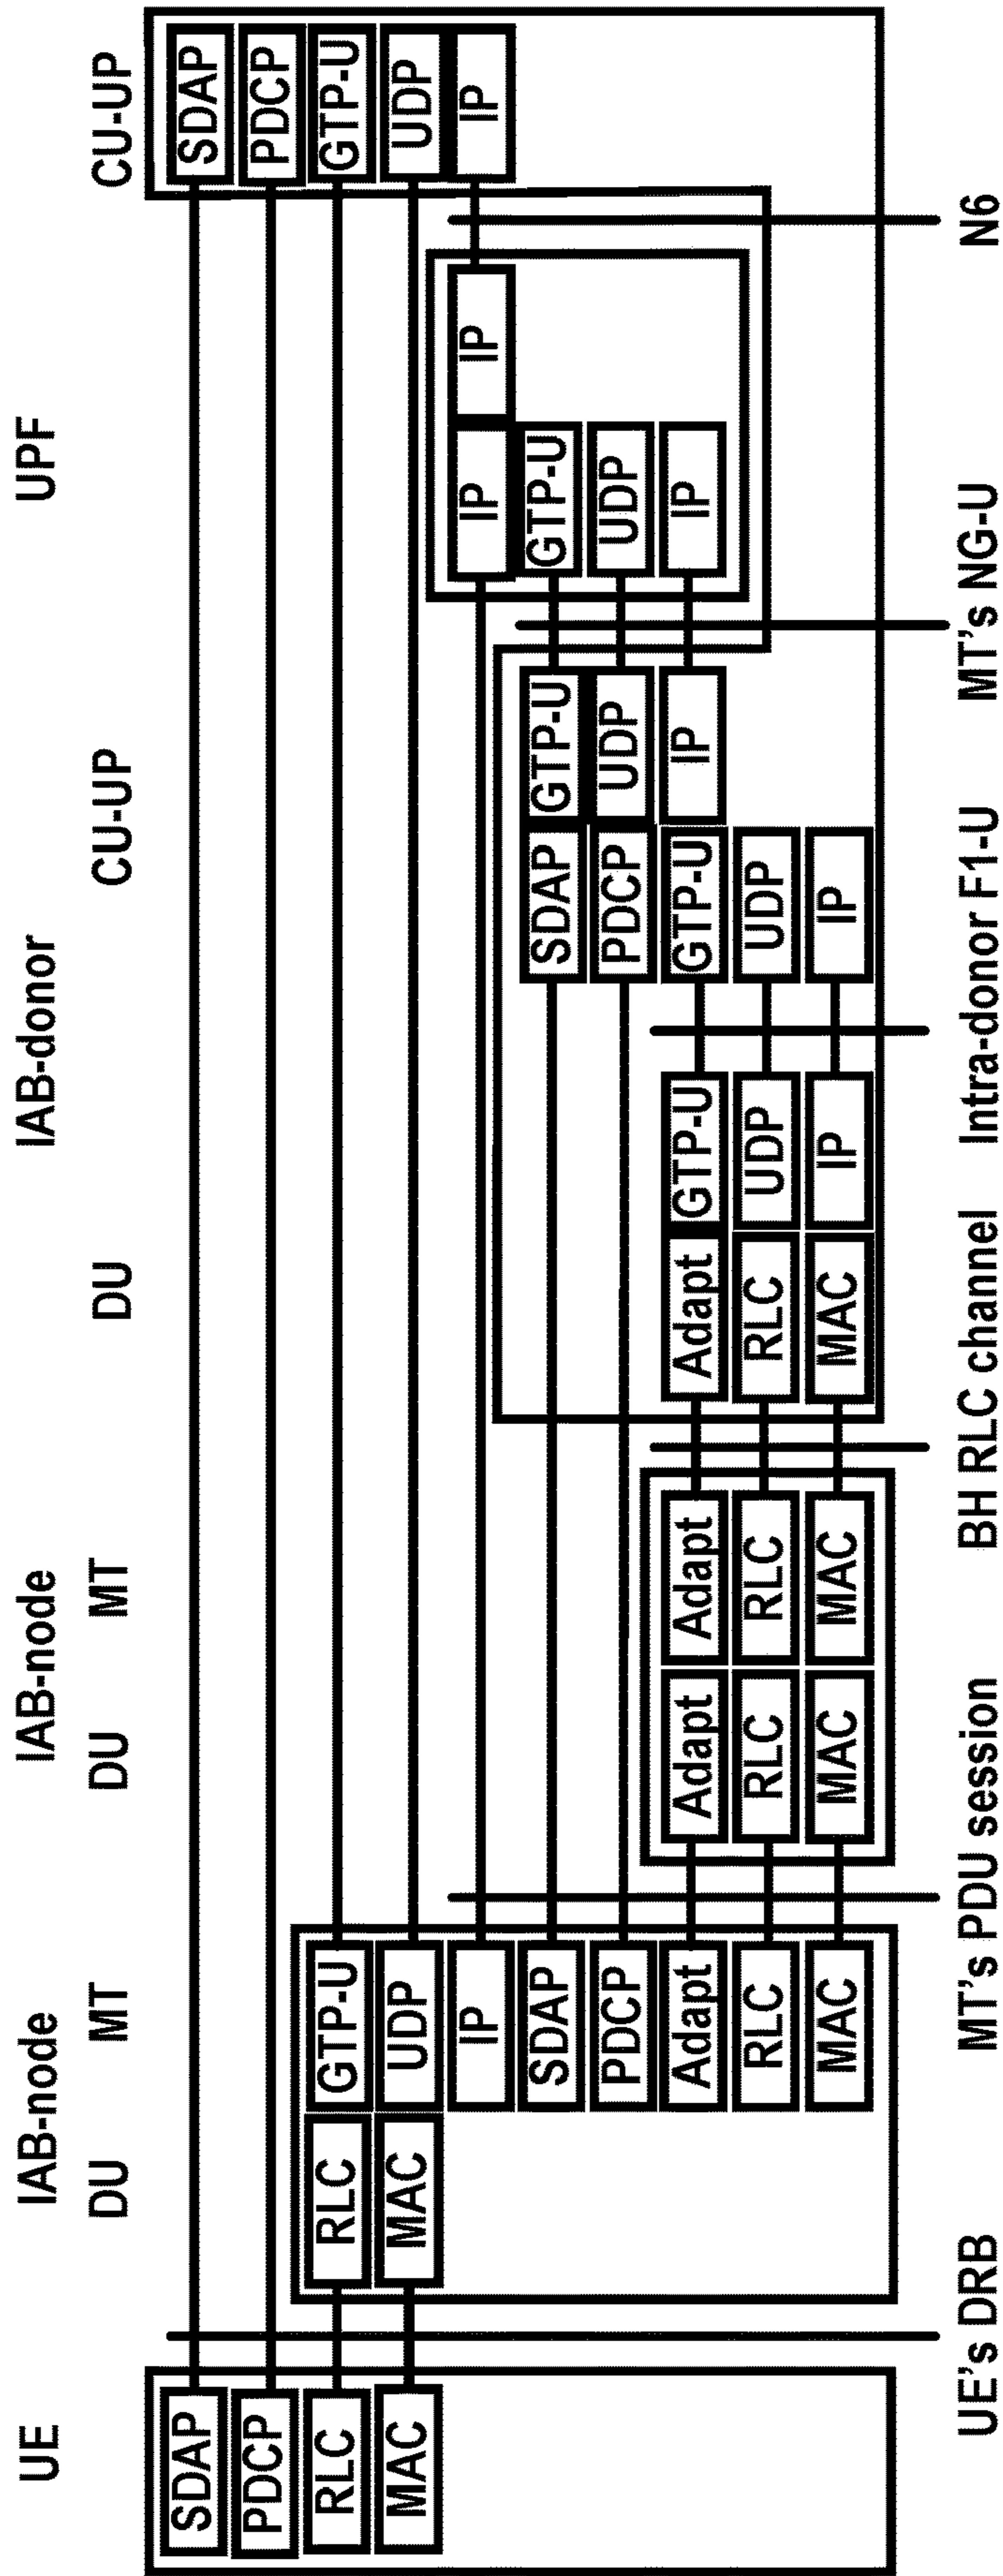 UE IAB-node IAB-node IAB-donor UPF
DU MT DU MT DU CU-UP CU-UP
SDAP SDAP
PDCP PDCP
RLC RLC GTP-U GTP-U
MAC MAC UDP UDP
IP IP IP IP
SDAP SDAP GTP-U GTP-U
PDCP PDCP UDP UDP
Adapt Adapt Adapt Adapt GTP-U GTP-U IP IP
RLC RLC RLC RLC UDP UDP
MAC MAC MAC MAC IP IP
UE's DRB MT's PDU session BH RLC channel Intra-donor F1-U MT's NG-U N6